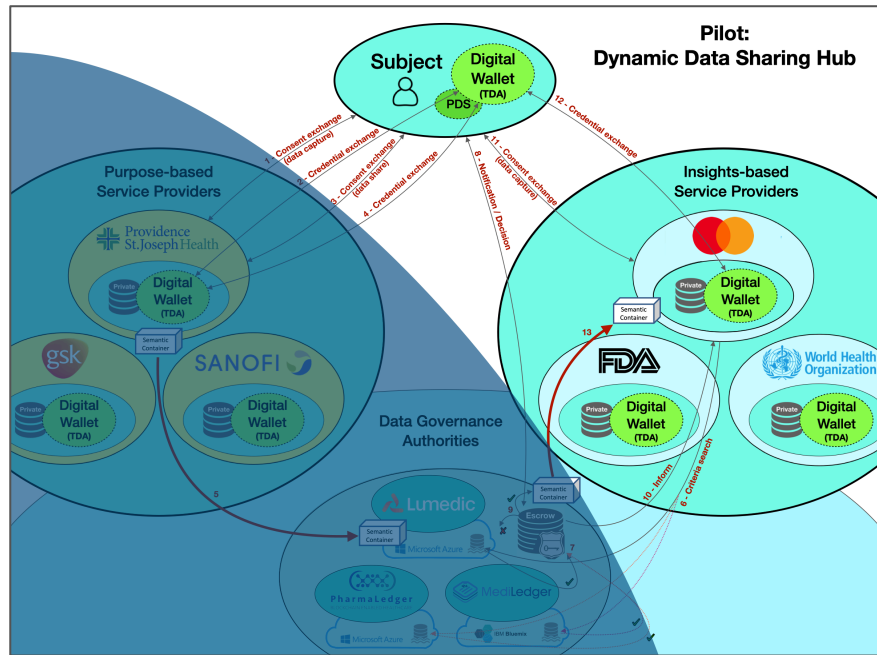 Pilot:
Dynamic Data Sharing Hub
Subject
Digital
Wallet
(TDA)
PDS
1 - Consent exchange
(data capture)
2 - Credential exchange
3 - Consent exchange
(data share)
4 - Credential exchange
8 - Notification / Decision
11 - Consent exchange
(data capture)
12 - Credential exchange
Purpose-based
Service Providers
Providence
St.Joseph Health
Private
Digital
Wallet
(TDA)
Semantic
Container
gsk
Private
Digital
Wallet
(TDA)
SANOFI
Private
Digital
Wallet
(TDA)
5
Insights-based
Service Providers
Private
Digital
Wallet
(TDA)
Semantic
Container
13
FDA
Private
Digital
Wallet
(TDA)
World Health
Organization
Private
Digital
Wallet
(TDA)
10 - Inform
6 - Criteria search
Data Governance
Authorities
Lumedic
Semantic
Container
Microsoft Azure
Semantic
Container
9
Escrow
7
PharmaLedger
Microsoft Azure
MediLedger